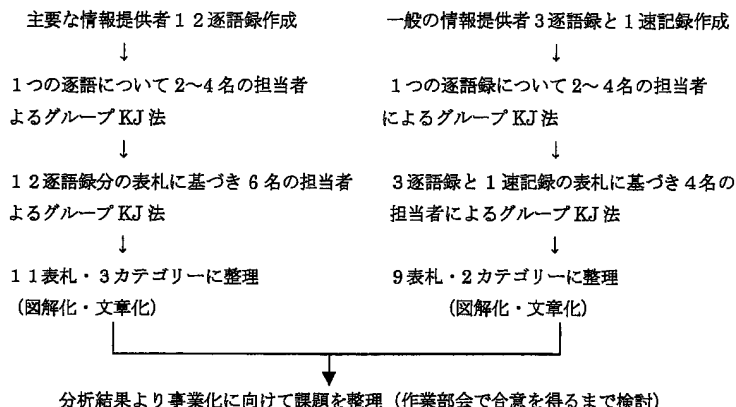 主要な情報提供者12逐語録作成
↓
1つの逐語について2~4名の担当者
よるグループKJ法
↓
12逐語録分の表札に基づき6名の担当者
よるグループKJ法
↓
11表札・3カテゴリーに整理
（図解化・文章化）
一般の情報提供者3逐語録と1速記録作成
↓
1つの逐語録について2~4名の担当者
によるグループKJ法
↓
3逐語録と1速記録の表札に基づき4名の
担当者によるグループKJ法
↓
9表札・2カテゴリーに整理
（図解化・文章化）
分析結果より事業化に向けて課題を整理（作業部会で合意を得るまで検討）